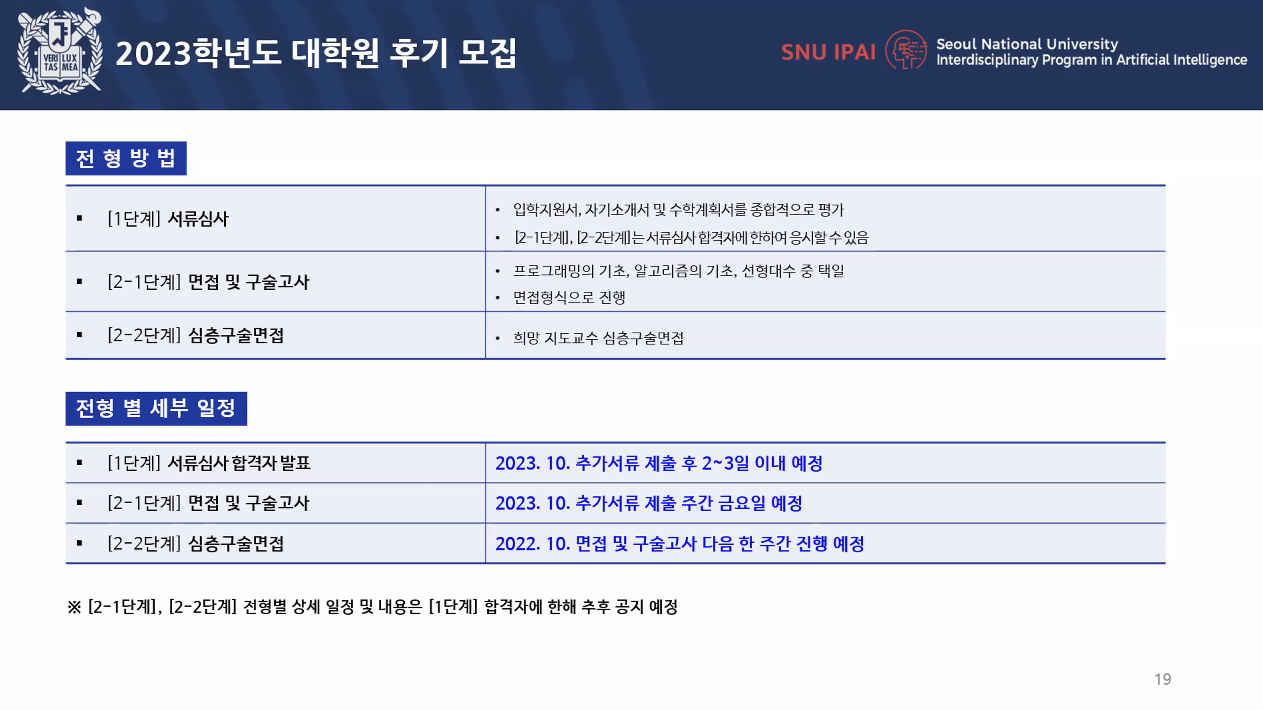 VERI LUX
TAS MEA
2023학년도 대학원 후기 모집
SNU IPAI
Seoul National University
Interdisciplinary Program in Artificial Intelligence
전 형 방 법
▪ [1단계] 서류심사
• 입학지원서, 자기소개서 및 수학계획서를 종합적으로 평가
• [2-1단계], [2-2단계]는 서류심사 합격자에 한하여 응시할 수 있음
▪ [2-1단계] 면접 및 구술고사
• 프로그래밍의 기초, 알고리즘의 기초, 선형대수 중 택일
• 면접형식으로 진행
▪ [2-2단계] 심층구술면접
• 희망 지도교수 심층구술면접
전형 별 세부 일정
▪ [1단계] 서류심사 합격자 발표
2023. 10. 추가서류 제출 후 2~3일 이내 예정
▪ [2-1단계] 면접 및 구술고사
2023. 10. 추가서류 제출 주간 금요일 예정
▪ [2-2단계] 심층구술면접
2022. 10. 면접 및 구술고사 다음 한 주간 진행 예정
※ [2-1단계], [2-2단계] 전형별 상세 일정 및 내용은 [1단계] 합격자에 한해 추후 공지 예정
19